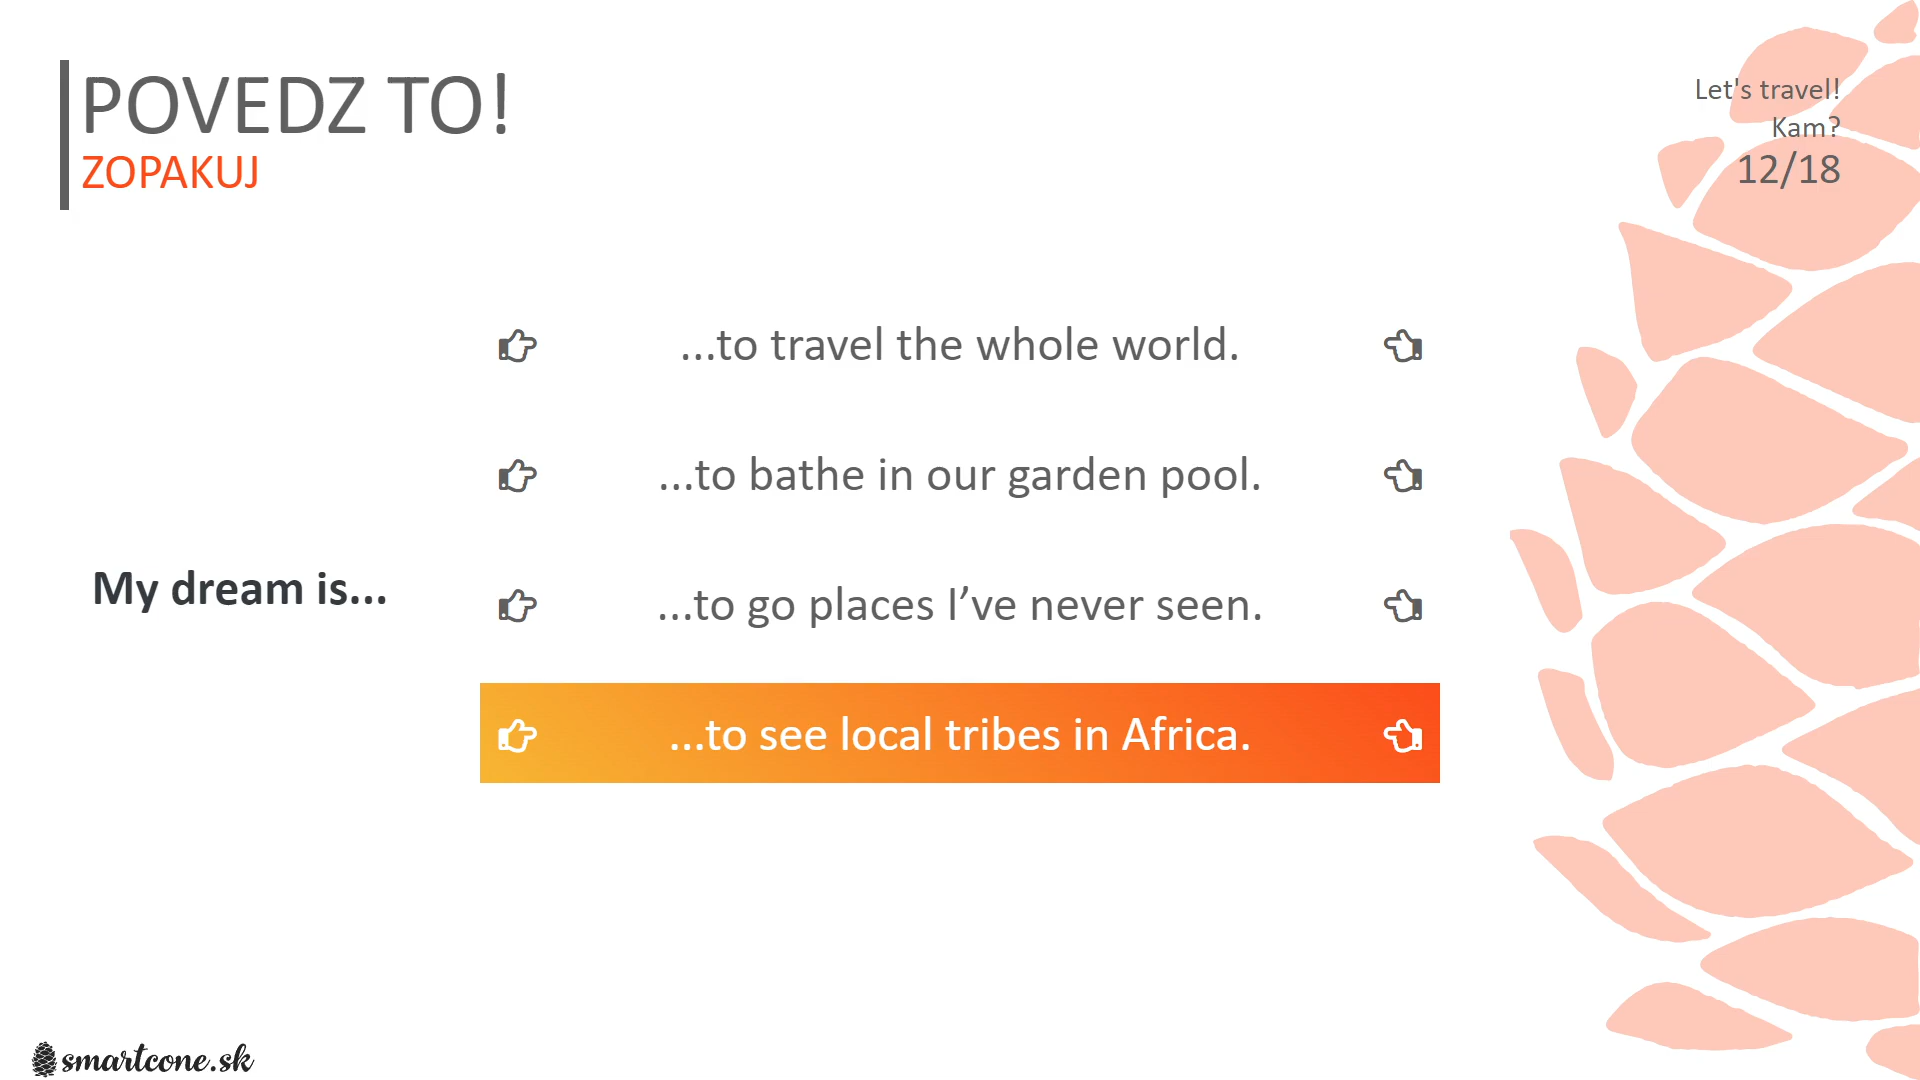 POVEDZ TO!
ZOPAKUJ
Let's travel!
Kam?
12/18
...to travel the whole world.
...to bathe in our garden pool.
My dream is...
...to go places I’ve never seen.
...to see local tribes in Africa.
smartcone.sk